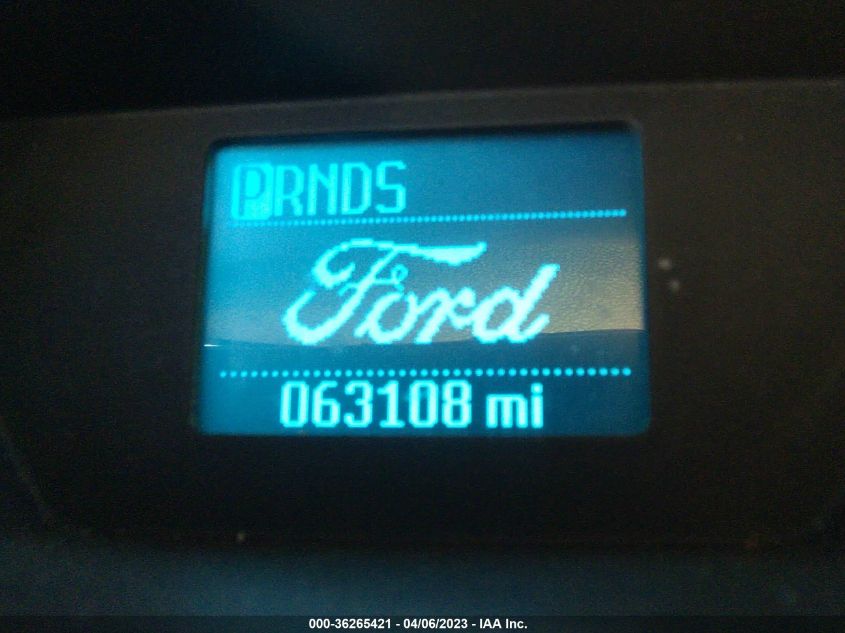 PRNDS
Ford
063108 mi
000-36265421 - 04/06/2023 - IAA Inc.